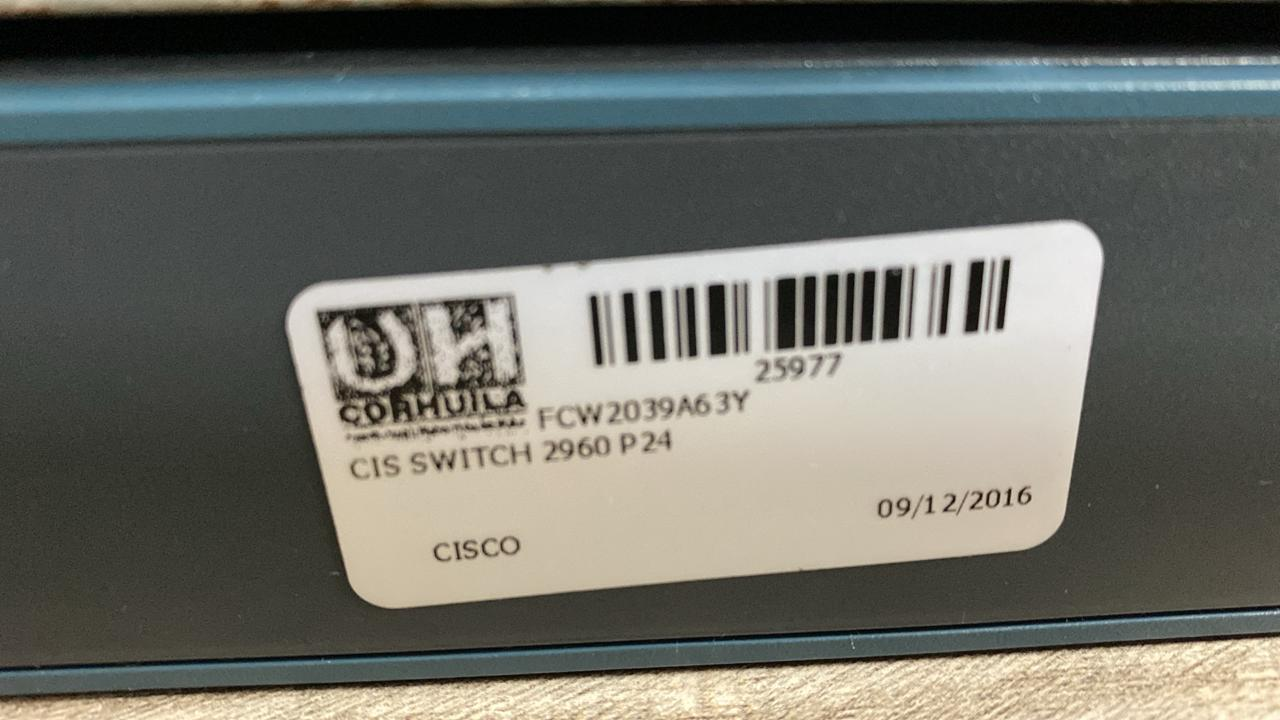 UH
CORHUILA
25977
FCW2039A63Y
CIS SWITCH 2960 P24
09/12/2016
CISCO